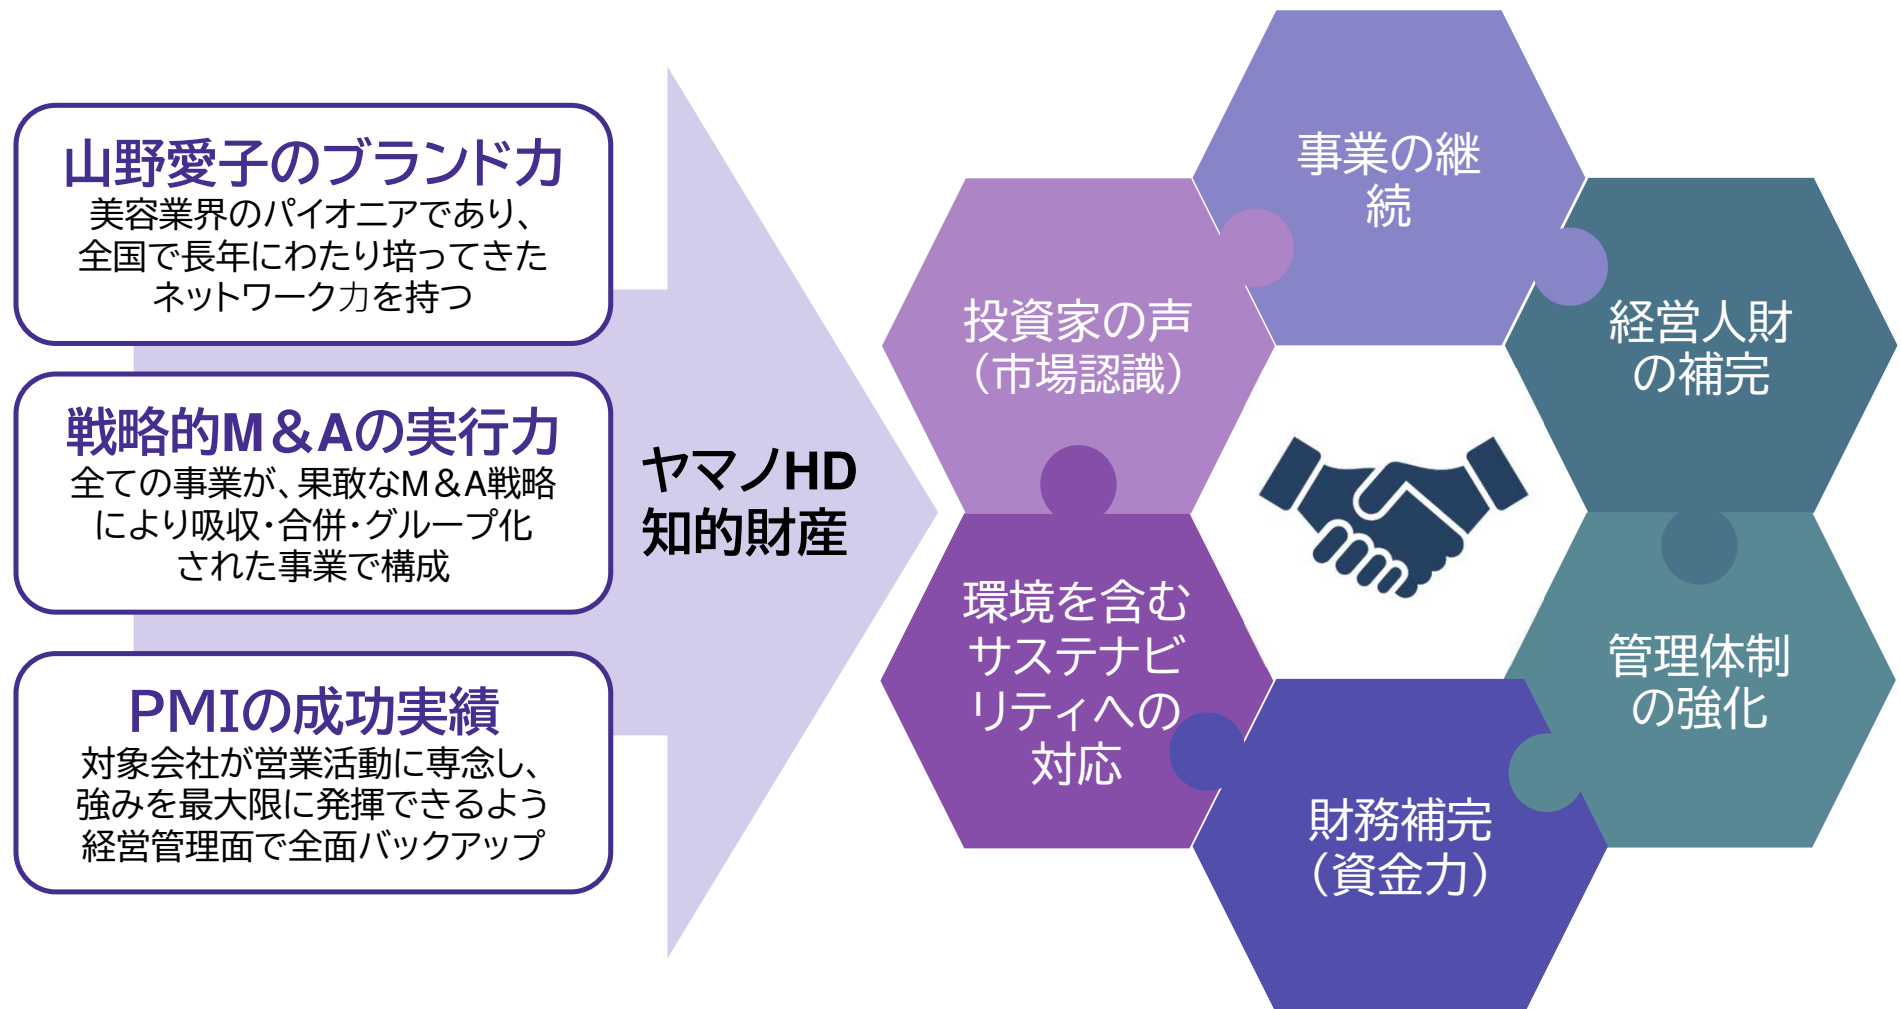 山野愛子のブランド力
美容業界のパイオニアであり、
全国で長年にわたり培ってきた
ネットワーク力を持つ
戦略的M＆Aの実行力
全ての事業が、果敢なM＆A戦略
により吸収・合併・グループ化
された事業で構成
PMIの成功実績
対象会社が営業活動に専念し、
強みを最大限に発揮できるよう
経営管理面で全面バックアップ
ヤマノHD
知的財産
事業の継
続
投資家の声
（市場認識）
経営人財
の補完
環境を含む
サステナビ
リティへの
対応
管理体制
の強化
財務補完
（資金力）